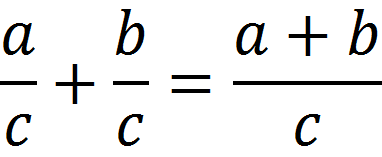 a/c + b/c = (a + b)/c